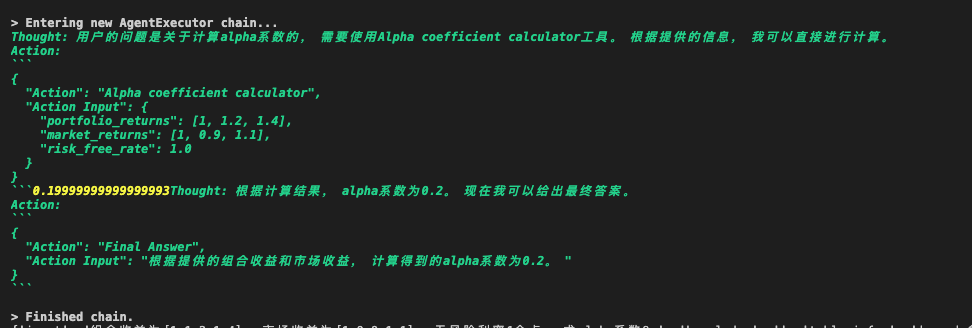 > Entering new AgentExecutor chain...
Thought: 用户的问题是关于计算alpha系数的， 需要使用Alpha coefficient calculator工具。 根据提供的信息， 我可以直接进行计算。
Action:
```
{
  "Action": "Alpha coefficient calculator",
  "Action Input": {
    "portfolio_returns": [1, 1.2, 1.4],
    "market_returns": [1, 0.9, 1.1],
    "risk_free_rate": 1.0
  }
}
```0.19999999999999993Thought: 根据计算结果， alpha系数为0.2。 现在我可以给出最终答案。
Action:
```
{
  "Action": "Final Answer",
  "Action Input": "根据提供的组合收益和市场收益， 计算得到的alpha系数为0.2。 "
}
```
> Finished chain.